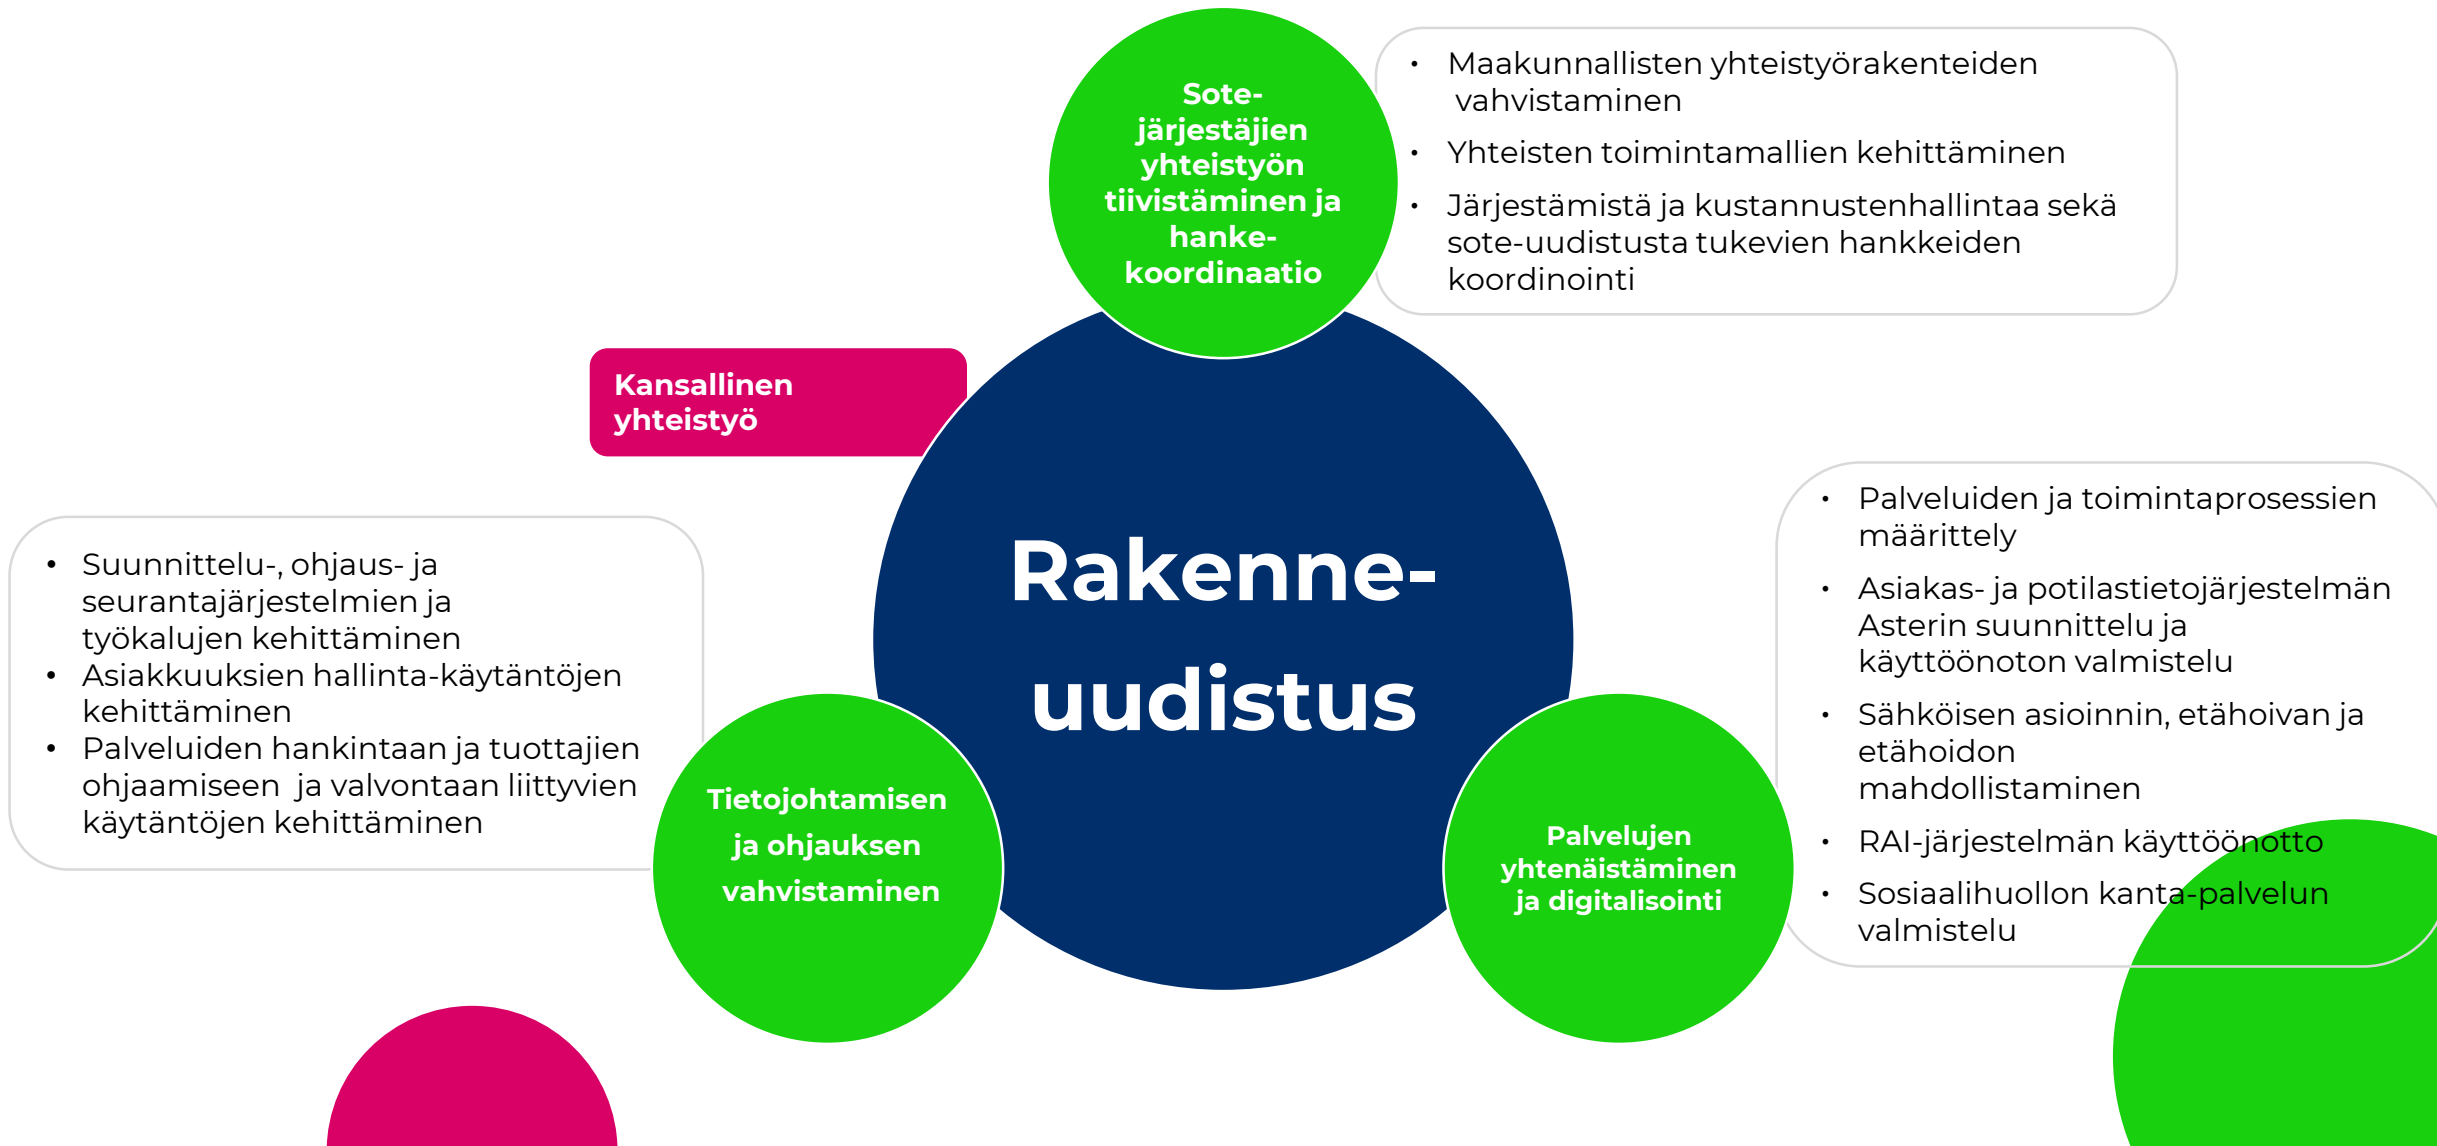 Sote-
järjestäjien
yhteistyön
tiivistäminen ja
hanke-
koordinaatio
• Maakunnallisten yhteistyörakenteiden
vahvistaminen
• Yhteisten toimintamallien kehittäminen
• Järjestämistä ja kustannustenhallintaa sekä
sote-uudistusta tukevien hankkeiden
koordinointi
Kansallinen
yhteistyö
Rakenne-
uudistus
• Suunnittelu-, ohjaus- ja
seurantajärjestelmien ja
työkalujen kehittäminen
• Asiakkuuksien hallinta-käytäntöjen
kehittäminen
• Palveluiden hankintaan ja tuottajien
ohjaamiseen  ja valvontaan liittyvien
käytäntöjen kehittäminen
Tietojohtamisen
ja ohjauksen
vahvistaminen
Palvelujen
yhtenäistäminen
ja digitalisointi
• Palveluiden ja toimintaprosessien
määrittely
• Asiakas- ja potilastietojärjestelmän
Asterin suunnittelu ja
käyttöönoton valmistelu
• Sähköisen asioinnin, etähoivan ja
etähoidon
mahdollistaminen
• RAI-järjestelmän käyttöönotto
• Sosiaalihuollon kanta-palvelun
valmistelu